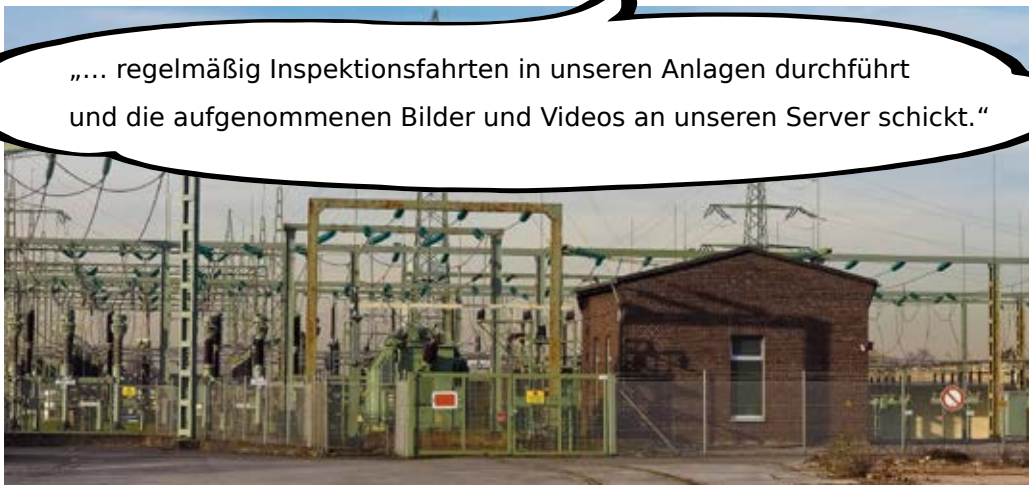 „… regelmäßig Inspektionsfahrten in unseren Anlagen durchführt
und die aufgenommenen Bilder und Videos an unseren Server schickt.“